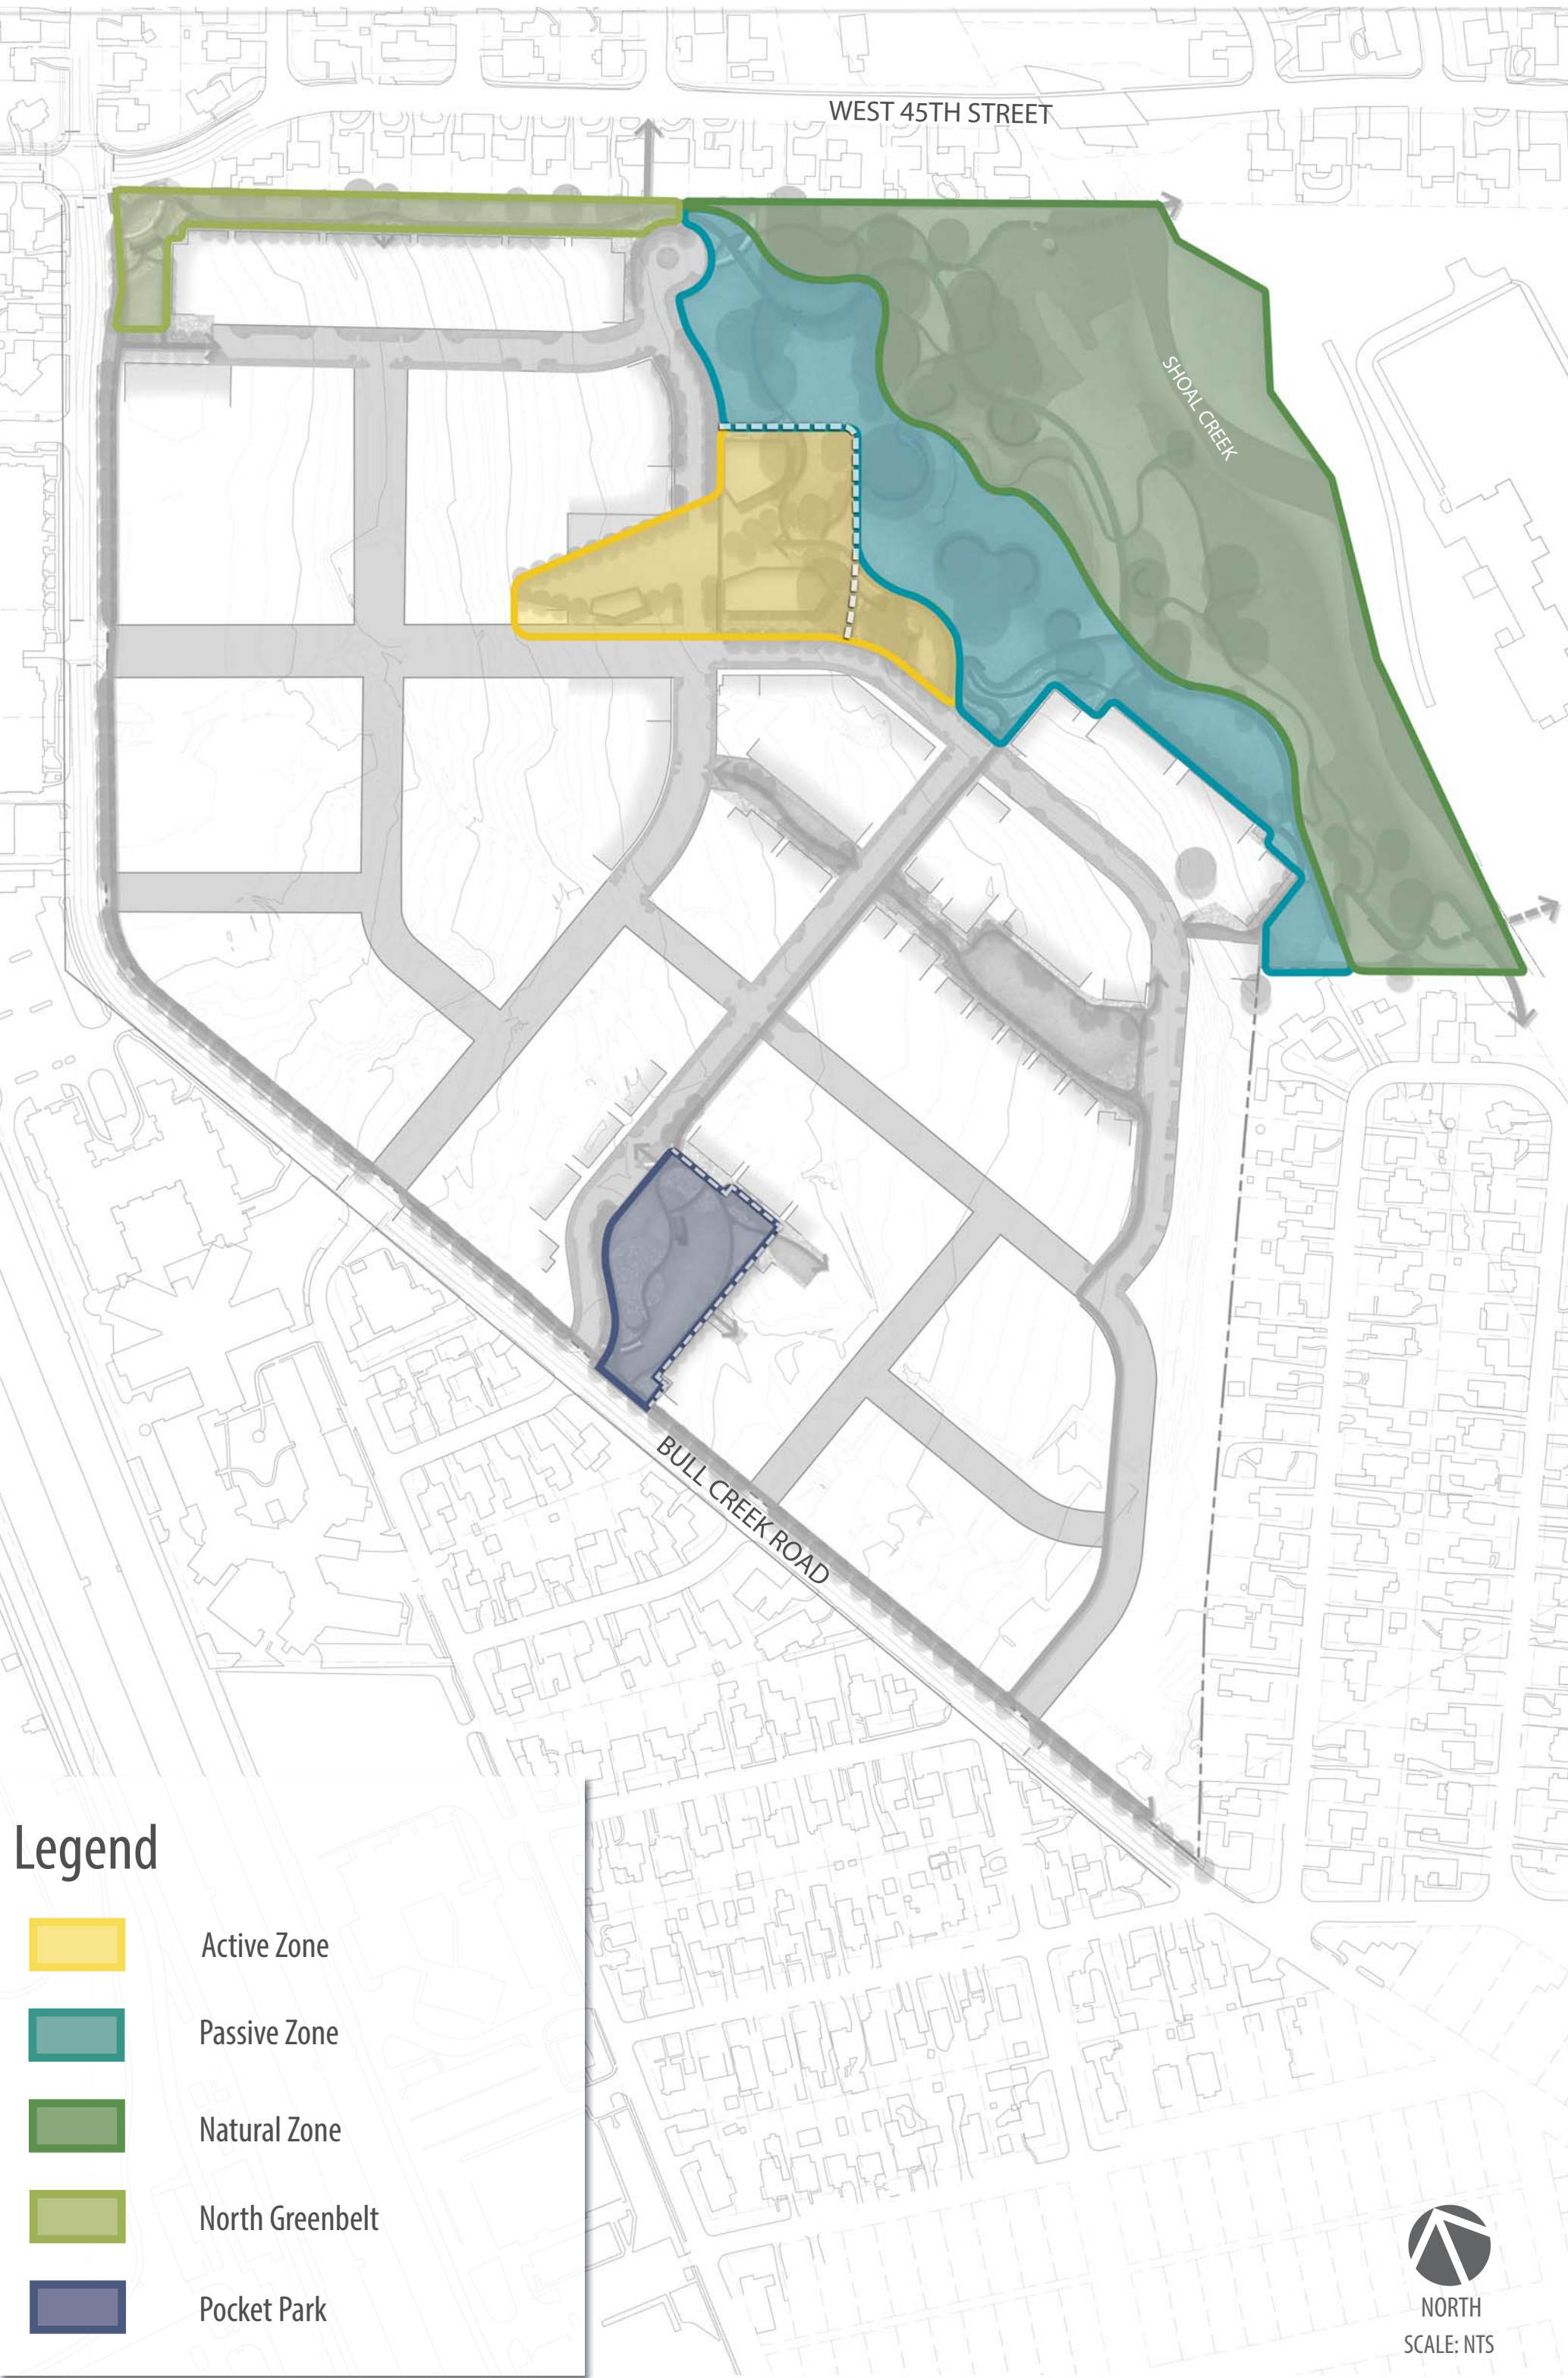 WEST 45TH STREET
SHOAL CREEK
BULL CREEK ROAD
Legend
Active Zone
Passive Zone
Natural Zone
North Greenbelt
Pocket Park
NORTH
SCALE: NTS